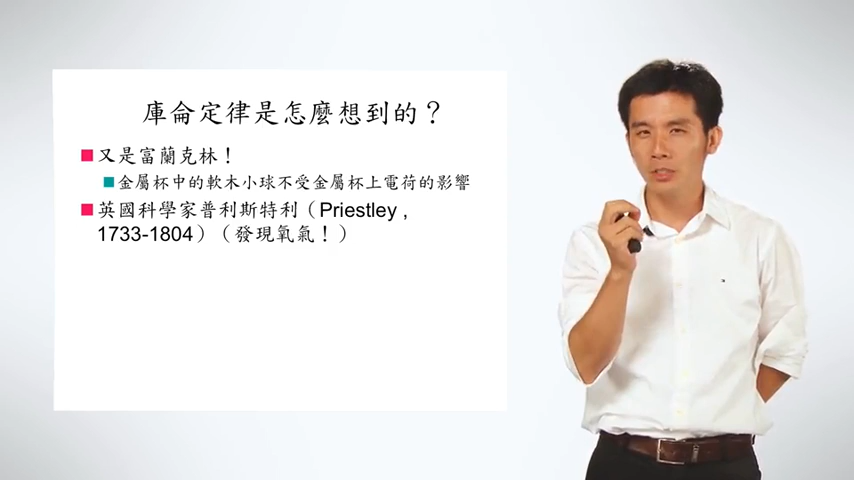 庫侖定律是怎麼想到的？
又是富蘭克林！
金屬杯中的軟木小球不受金屬杯上電荷的影響
英國科學家普利斯特利（Priestley ,
1733-1804）（發現氧氣！）